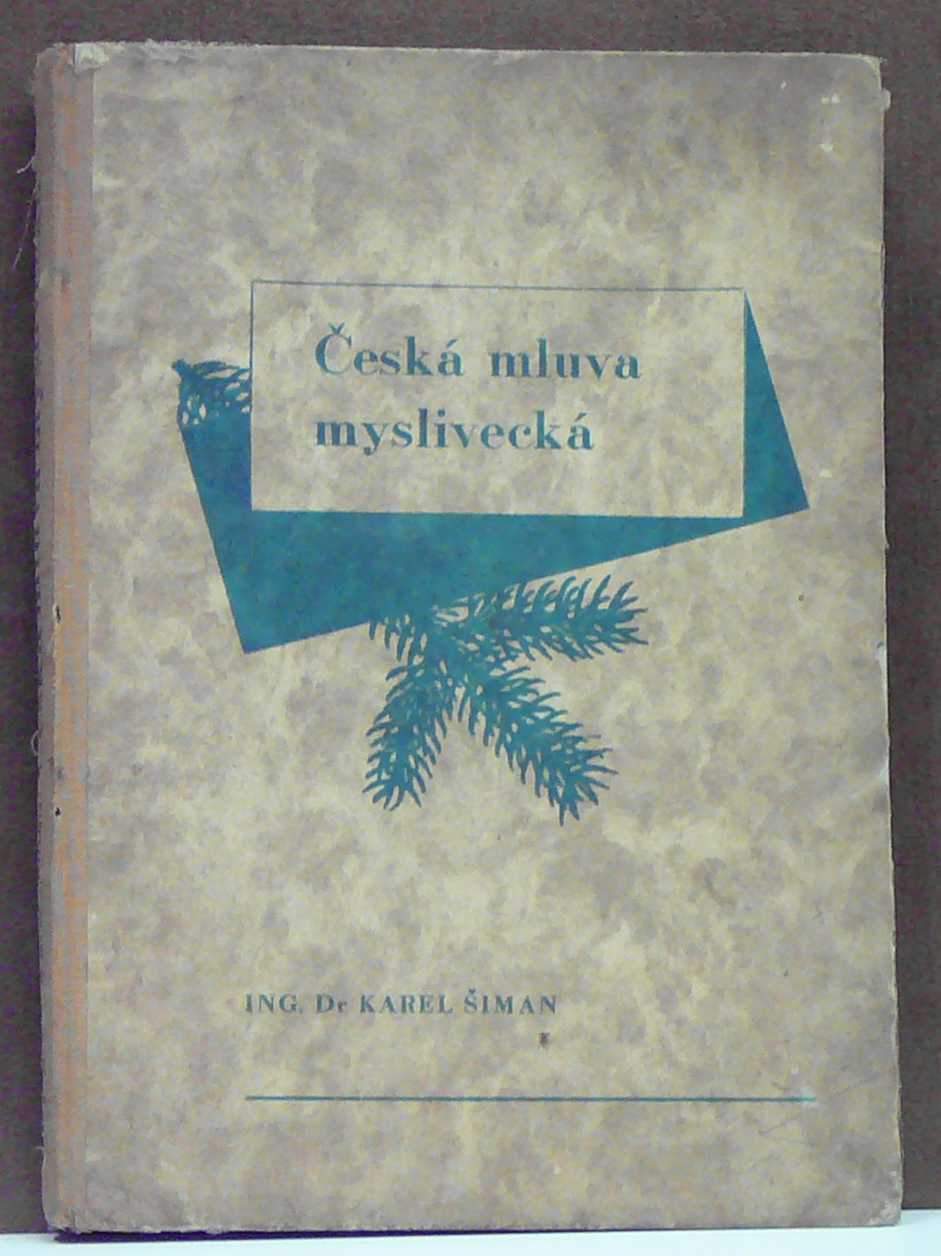 Česká mluva
myslivecká
ING. Dr KAREL ŠIMAN